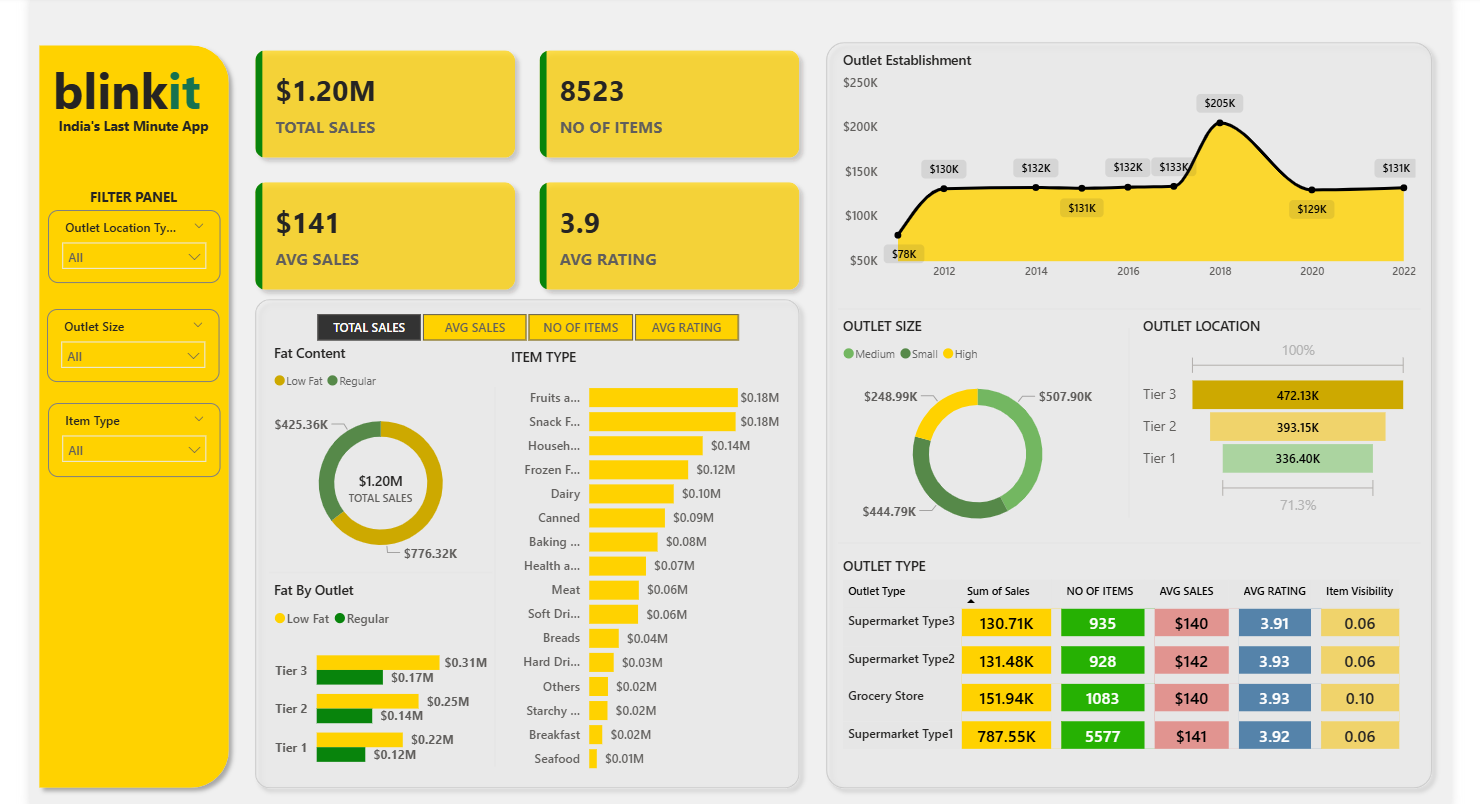 blinkit
India's Last Minute App
FILTER PANEL
Outlet Location Ty...
All
Outlet Size
All
Item Type
All
$1.20M
TOTAL SALES
8523
NO OF ITEMS
$141
AVG SALES
3.9
AVG RATING
TOTAL SALES AVG SALES NO OF ITEMS AVG RATING
Fat Content
Low Fat Regular
$425.36K
$1.20M
TOTAL SALES
$776.32K
Fat By Outlet
Low Fat Regular
Tier 3 $0.31M
$0.17M
Tier 2 $0.25M
$0.14M
Tier 1 $0.22M
$0.12M
ITEM TYPE
Fruits a... $0.18M
Snack F... $0.18M
Househ... $0.14M
Frozen F... $0.12M
Dairy $0.10M
Canned $0.09M
Baking ... $0.08M
Health a... $0.07M
Meat $0.06M
Soft Dri... $0.06M
Breads $0.04M
Hard Dri... $0.03M
Others $0.02M
Starchy ... $0.02M
Breakfast $0.02M
Seafood $0.01M
Outlet Establishment
$250K
$200K
$150K
$100K
$50K
$78K
$130K
$132K
$131K
$132K
$133K
$205K
$129K
$131K
2012 2014 2016 2018 2020 2022
OUTLET SIZE
Medium Small High
$248.99K
$507.90K
$444.79K
OUTLET LOCATION
100%
Tier 3 472.13K
Tier 2 393.15K
Tier 1 336.40K
71.3%
OUTLET TYPE
Outlet Type Sum of Sales NO OF ITEMS AVG SALES AVG RATING Item Visibility
Supermarket Type3 130.71K 935 $140 3.91 0.06
Supermarket Type2 131.48K 928 $142 3.93 0.06
Grocery Store 151.94K 1083 $140 3.93 0.10
Supermarket Type1 787.55K 5577 $141 3.92 0.06